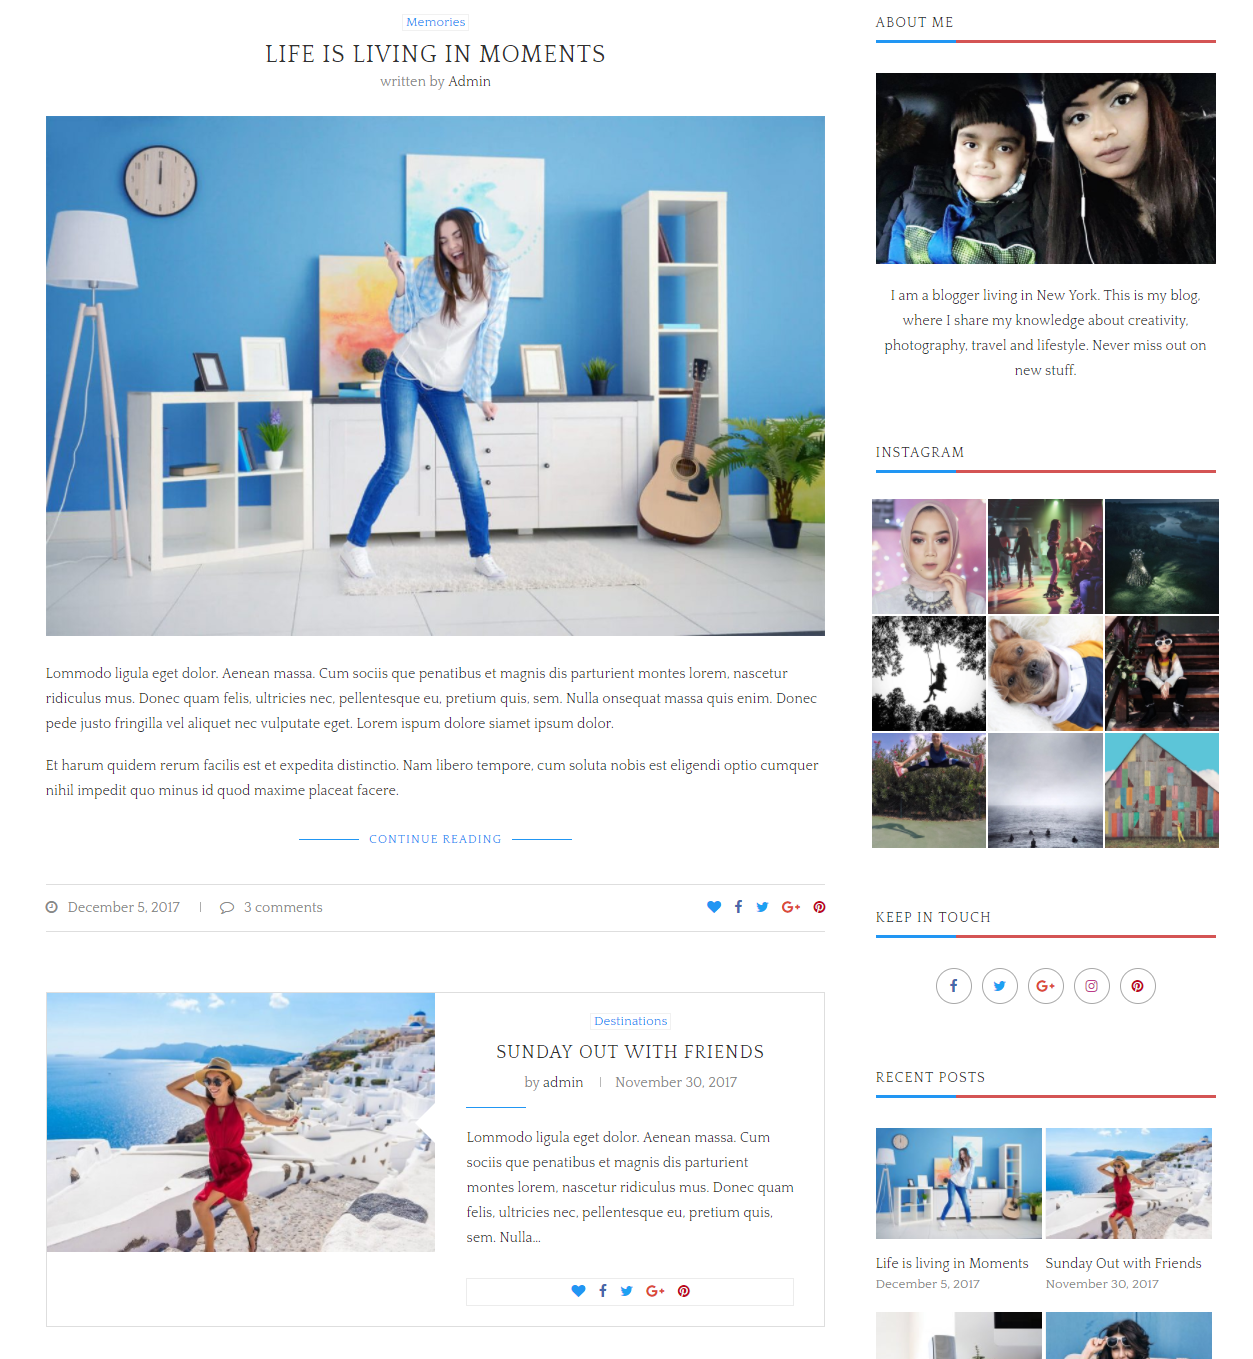 Memories
LIFE IS LIVING IN MOMENTS
written by Admin
Lommodo ligula eget dolor. Aenean massa. Cum sociis que penatibus et magnis dis parturient montes lorem, nascetur
ridiculus mus. Donec quam felis, ultricies nec, pellentesque eu, pretium quis, sem. Nulla onsequat massa quis enim. Donec
pede justo fringilla vel aliquet nec vulputate eget. Lorem ispum dolore siamet ipsum dolor.
Et harum quidem rerum facilis est et expedita distinctio. Nam libero tempore, cum soluta nobis est eligendi optio cumquer
nihil impedit quo minus id quod maxime placeat facere.
CONTINUE READING
December 5, 2017 | 3 comments
Destinations
SUNDAY OUT WITH FRIENDS
by admin | November 30, 2017
Lommodo ligula eget dolor. Aenean massa. Cum
sociis que penatibus et magnis dis parturient
montes lorem, nascetur ridiculus mus. Donec quam
felis, ultricies nec, pellentesque eu, pretium quis,
sem. Nulla...
ABOUT ME
I am a blogger living in New York. This is my blog,
where I share my knowledge about creativity,
photography, travel and lifestyle. Never miss out on
new stuff.
INSTAGRAM
KEEP IN TOUCH
RECENT POSTS
Life is living in Moments
December 5, 2017
Sunday Out with Friends
November 30, 2017